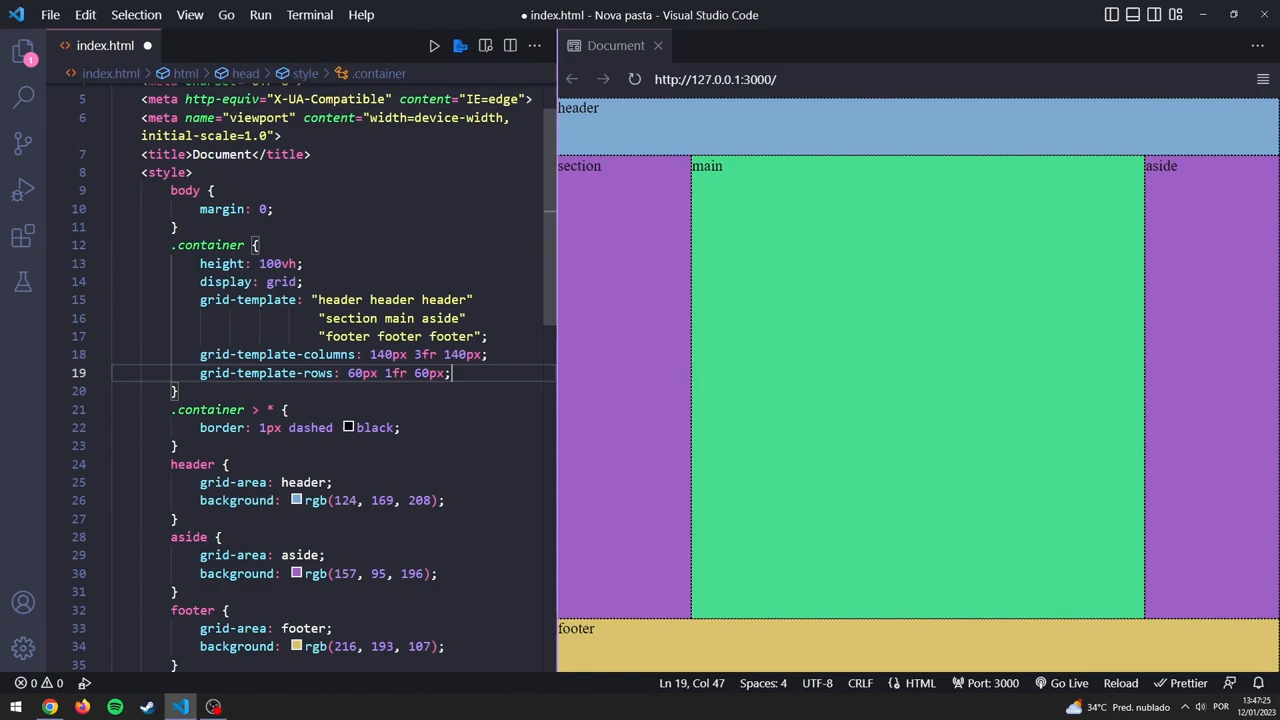 File Edit Selection View Go Run Terminal Help
● index.html - Nova pasta - Visual Studio Code
index.html ●
Document
1
index.html > html > head > style > .container
http://127.0.0.1:3000/
5 <meta http-equiv="X-UA-Compatible" content="IE=edge">
6 <meta name="viewport" content="width=device-width,
initial-scale=1.0">
7 <title>Document</title>
8 <style>
9 body {
10 margin: 0;
11 }
12 .container {
13 height: 100vh;
14 display: grid;
15 grid-template: "header header header"
16 "section main aside"
17 "footer footer footer";
18 grid-template-columns: 140px 3fr 140px;
19 grid-template-rows: 60px 1fr 60px;
20 }
21 .container > * {
22 border: 1px dashed black;
23 }
24 header {
25 grid-area: header;
26 background: rgb(124, 169, 208);
27 }
28 aside {
29 grid-area: aside;
30 background: rgb(157, 95, 196);
31 }
32 footer {
33 grid-area: footer;
34 background: rgb(216, 193, 107);
35 }
header
section
main
aside
footer
0 0
Ln 19, Col 47 Spaces: 4 UTF-8 CRLF HTML Port: 3000 Go Live Reload Prettier
34°C Pred. nublado POR 13:47:25
12/01/2023